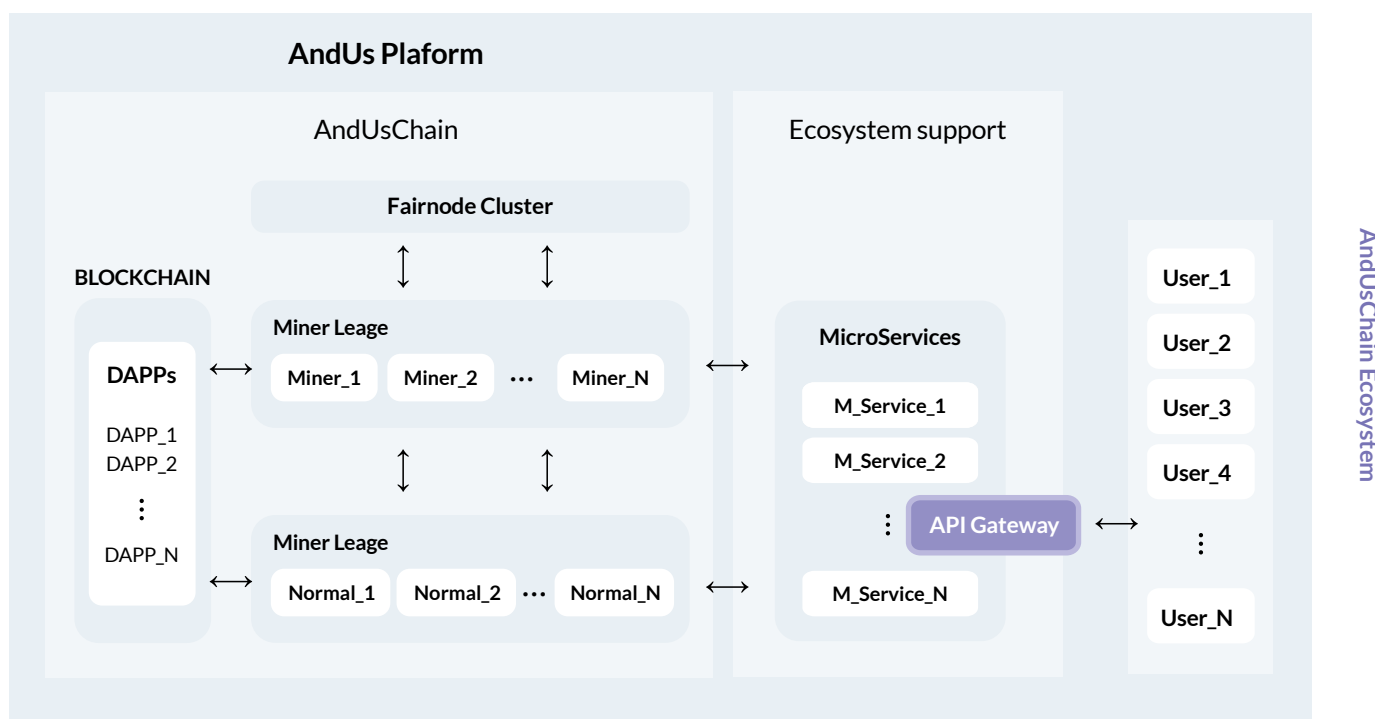 AndUs Plaform
AndUsChain
Ecosystem support
Fairnode Cluster
BLOCKCHAIN
DAPPs
DAPP_1
DAPP_2
DAPP_N
Miner Leage
Miner_1
Miner_2
...
Miner_N
Miner Leage
Normal_1
Normal_2
...
Normal_N
MicroServices
M_Service_1
M_Service_2
API Gateway
M_Service_N
User_1
User_2
User_3
User_4
User_N
AndUsChain Ecosystem